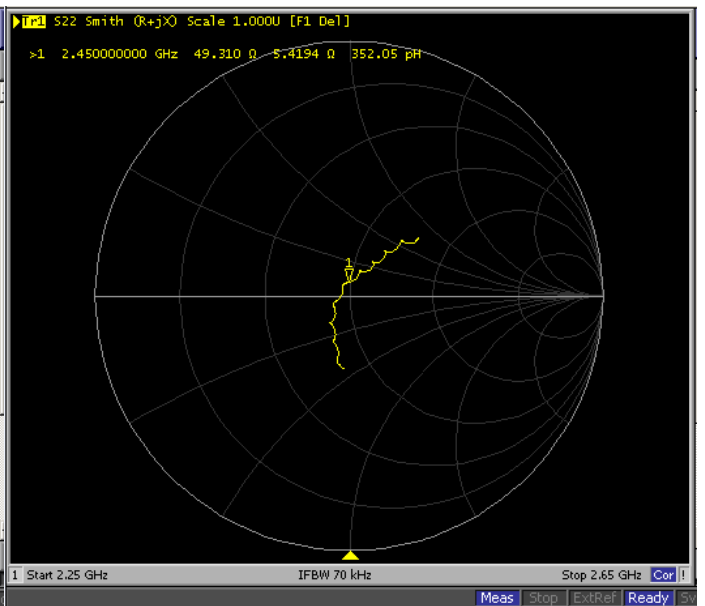 Tr1 S22 Smith (R+jX) Scale 1.000U [F1 Del]
>1 2.450000000 GHz 49.310 Ω 5.4194 Ω 352.05 pH
1
1 Start 2.25 GHz IFBW 70 kHz Stop 2.65 GHz Cor !
Meas Stop ExtRef Ready Sv